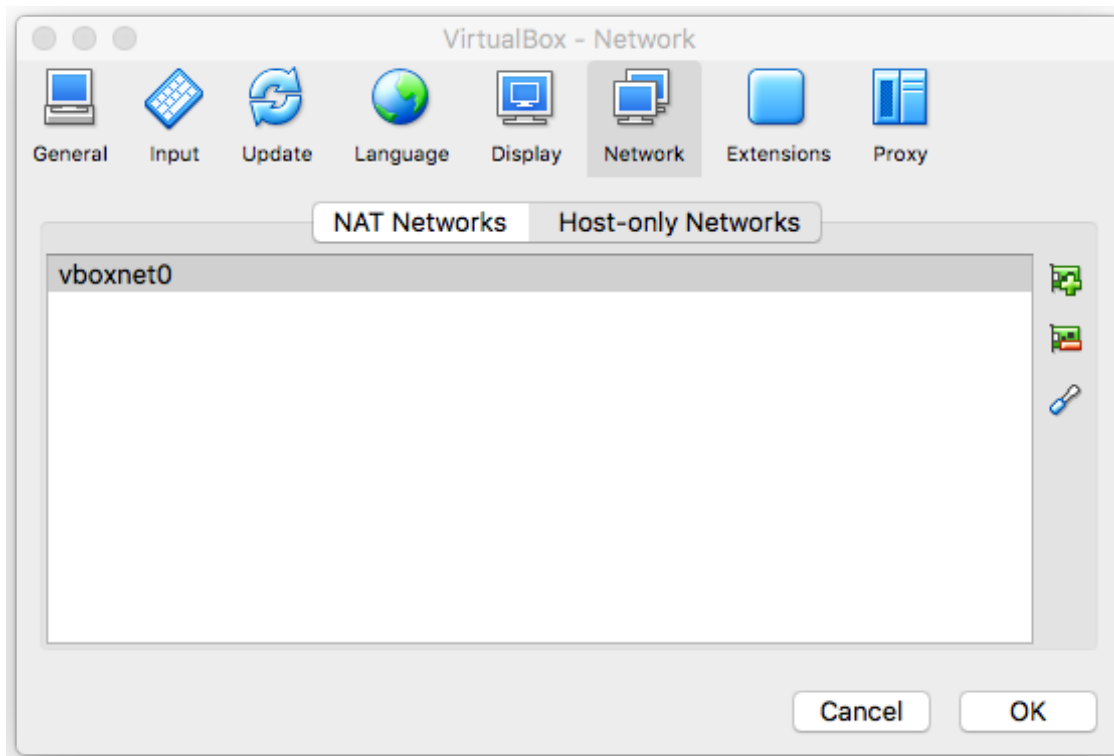 VirtualBox - Network
General Input Update Language Display Network Extensions Proxy
NAT Networks Host-only Networks
vboxnet0
Cancel OK